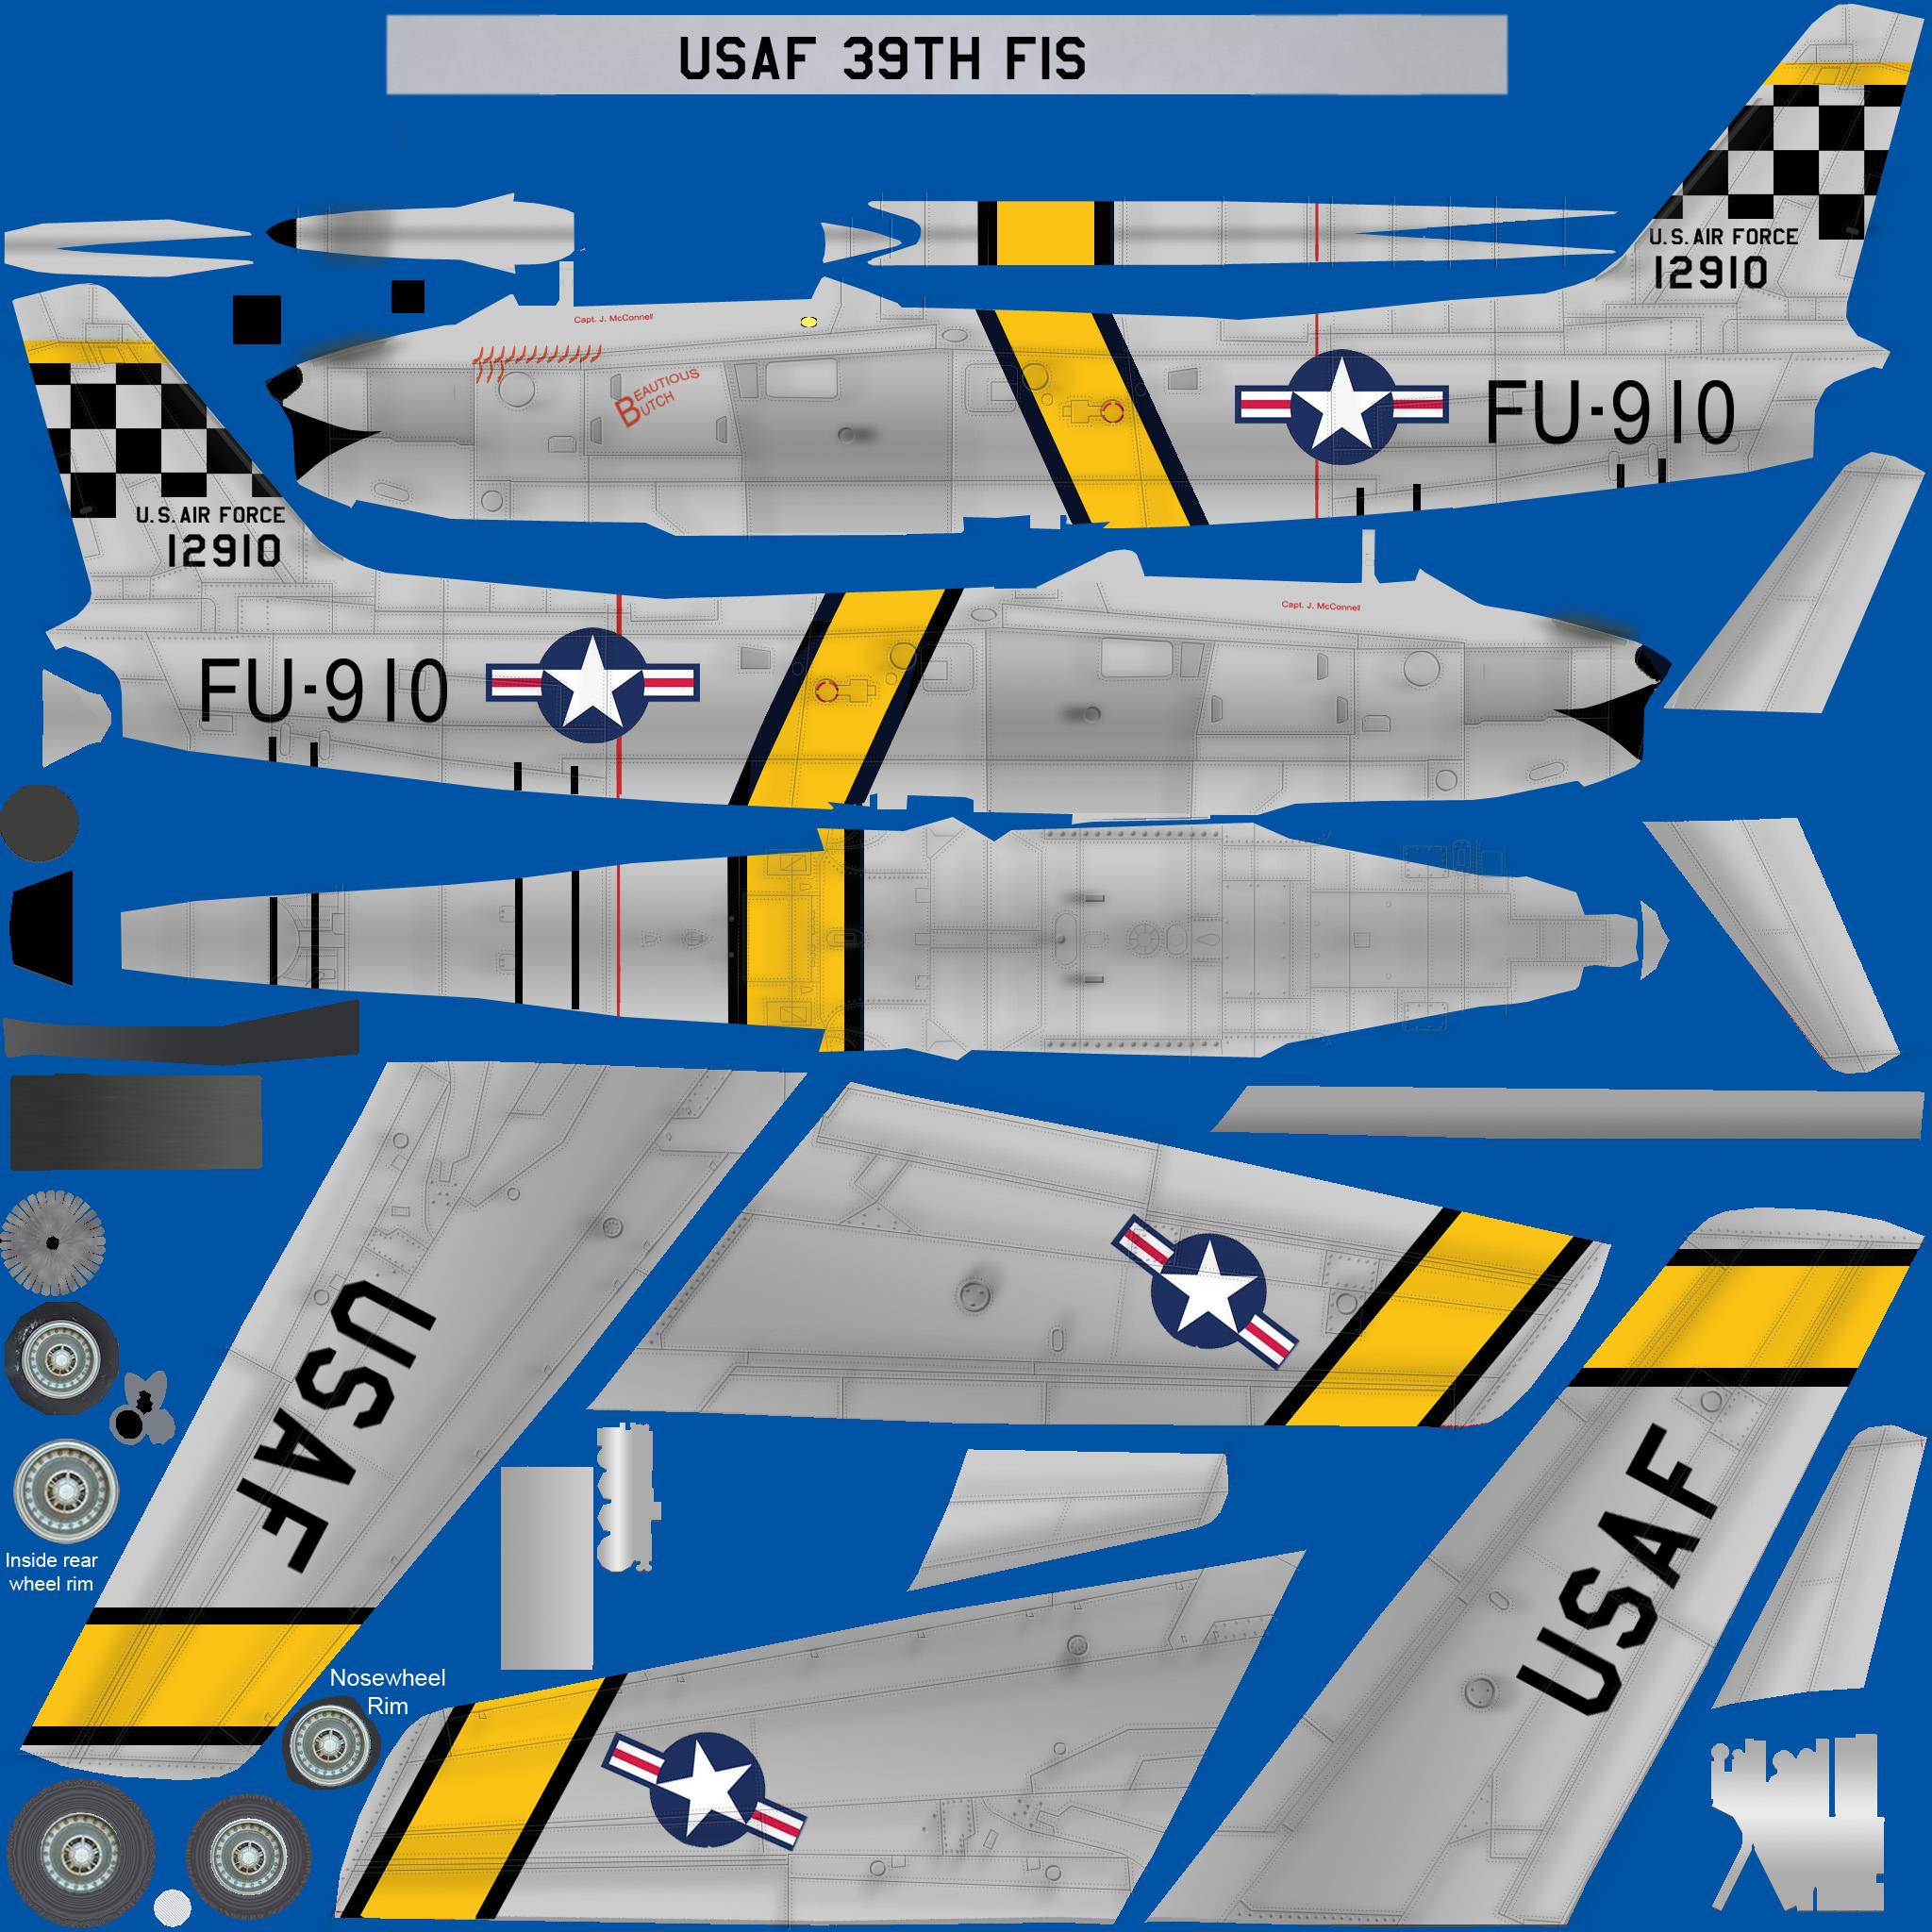 USAF 39TH FIS
U.S. AIR FORCE
12910
Capt. J. McConnell
BEAUTIOUS
BUTCH
FU-910
U.S. AIR FORCE
12910
Capt. J. McConnell
FU-910
USAF
USAF
Inside rear
wheel rim
Nosewheel
Rim